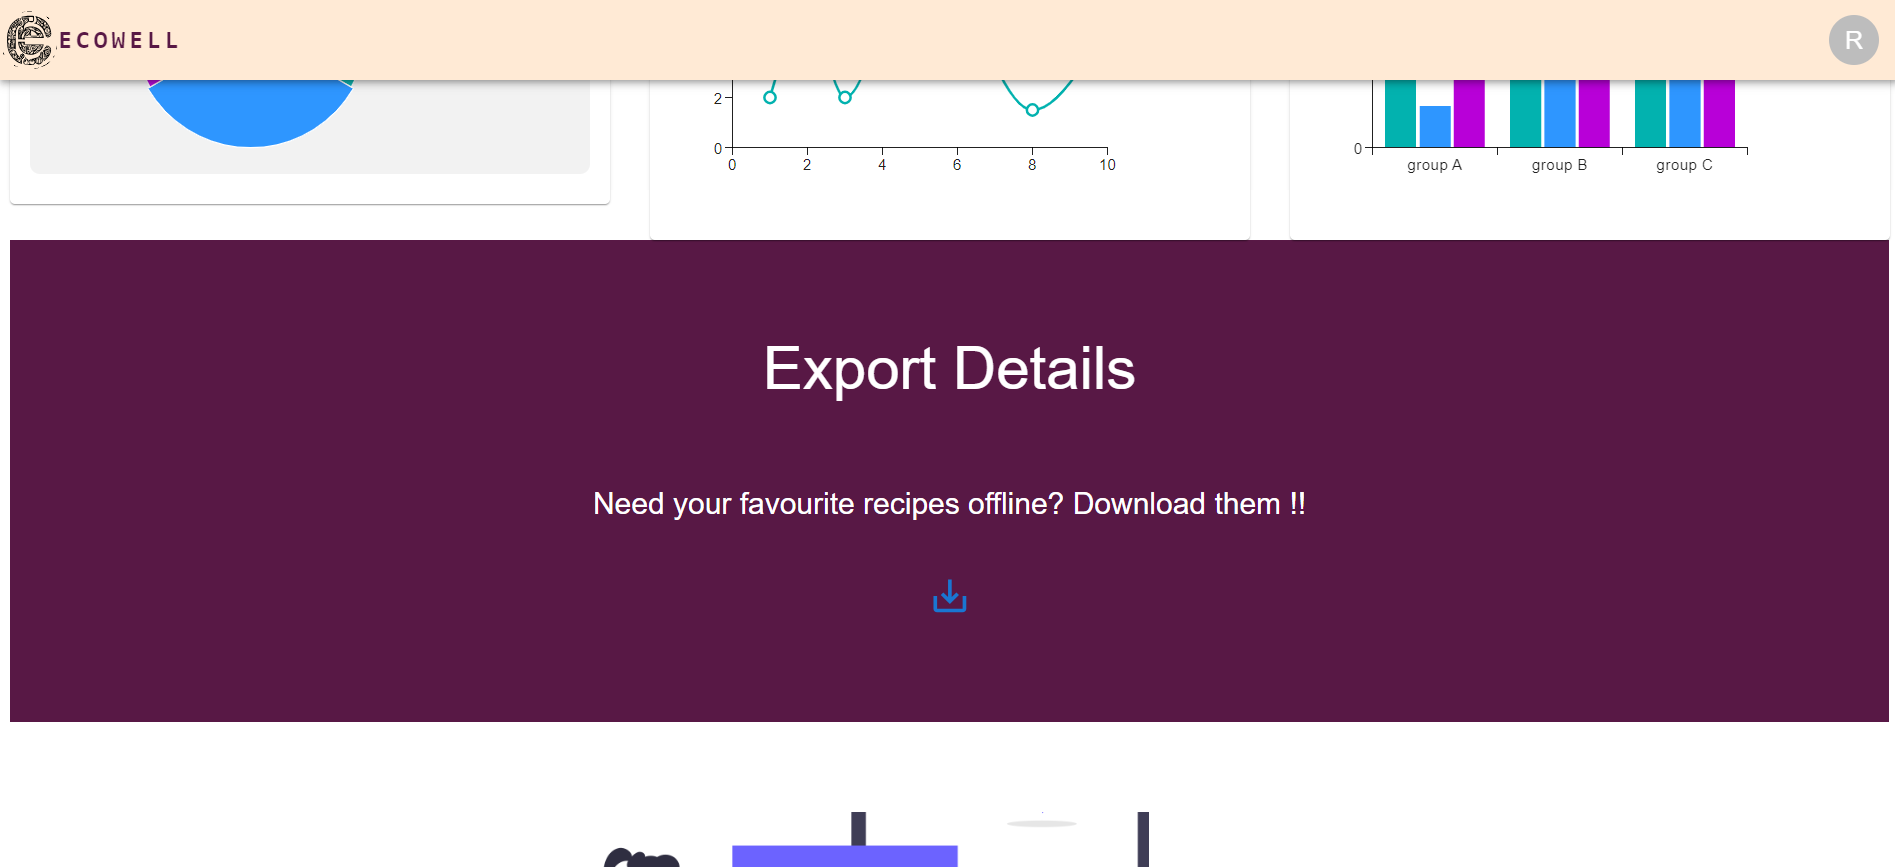 ECOWELL
R
2
0
0 2 4 6 8 10
0
group A group B group C
Export Details
Need your favourite recipes offline? Download them !!